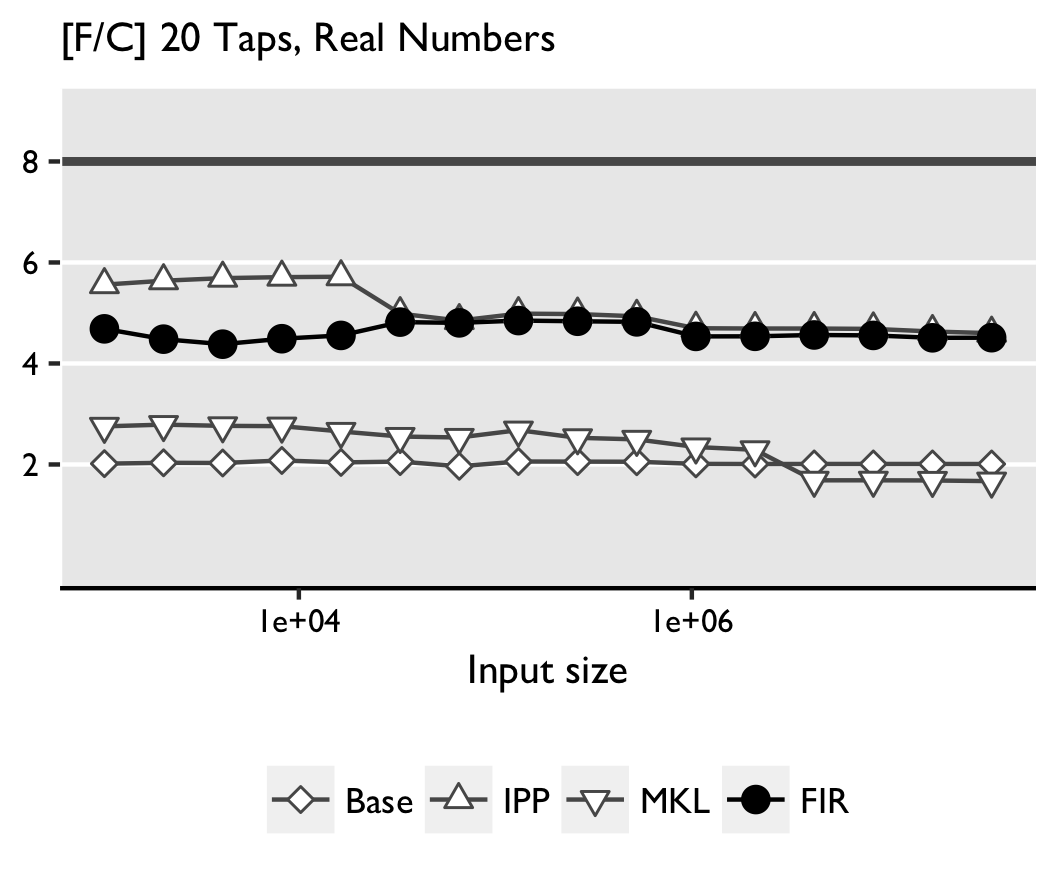 [F/C] 20 Taps, Real Numbers
8
6
4
2
1e+04 1e+06
Input size
Base IPP MKL FIR